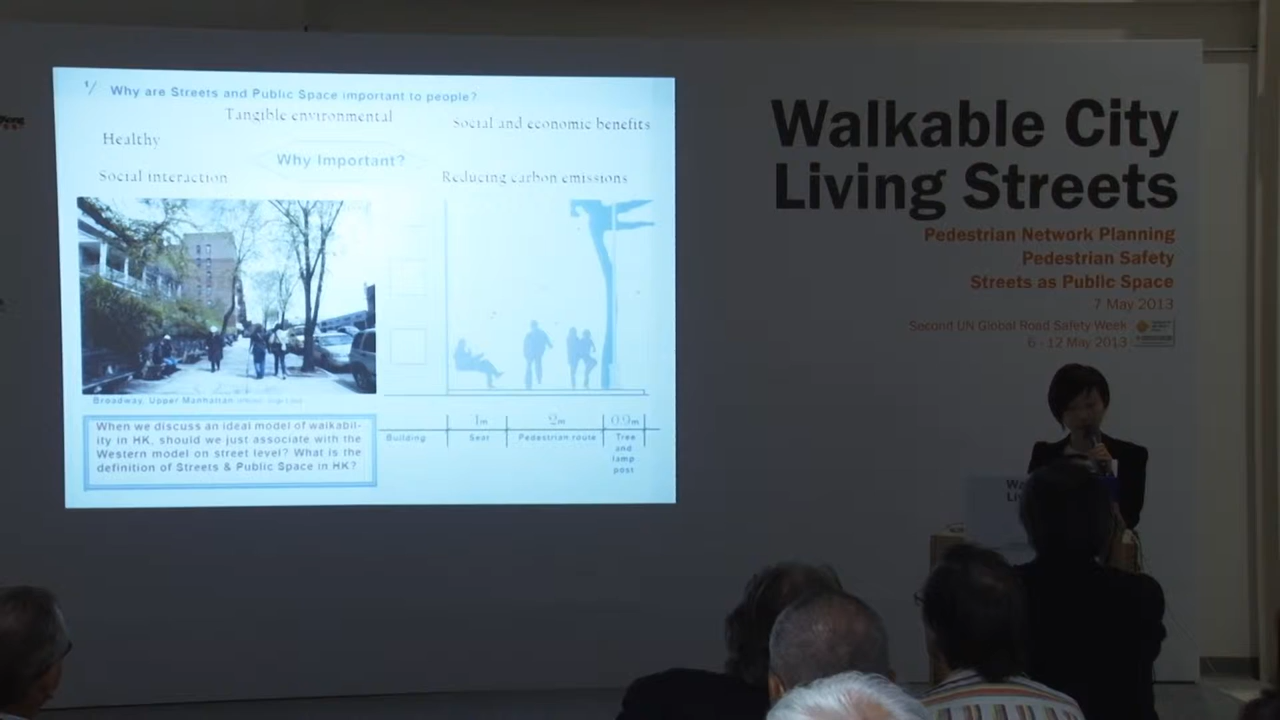 1/ Why are Streets and Public Space important to people?
Tangible environmental
Social and economic benefits
Healthy
Why Important?
Social interaction
Reducing carbon emissions
Broadway, Upper Manhattan
When we discuss an ideal model of walkabil-
ity in HK, should we just associate with the
Western model on street level? What is the
definition of Streets & Public Space in HK?
1m
2m
0.9m
Building
Seat
Pedestrian route
Tree
and
lamp
post
Walkable City
Living Streets
Pedestrian Network Planning
Pedestrian Safety
Streets as Public Space
7 May 2013
Second UN Global Road Safety Week
6 - 12 May 2013
Wa
Li